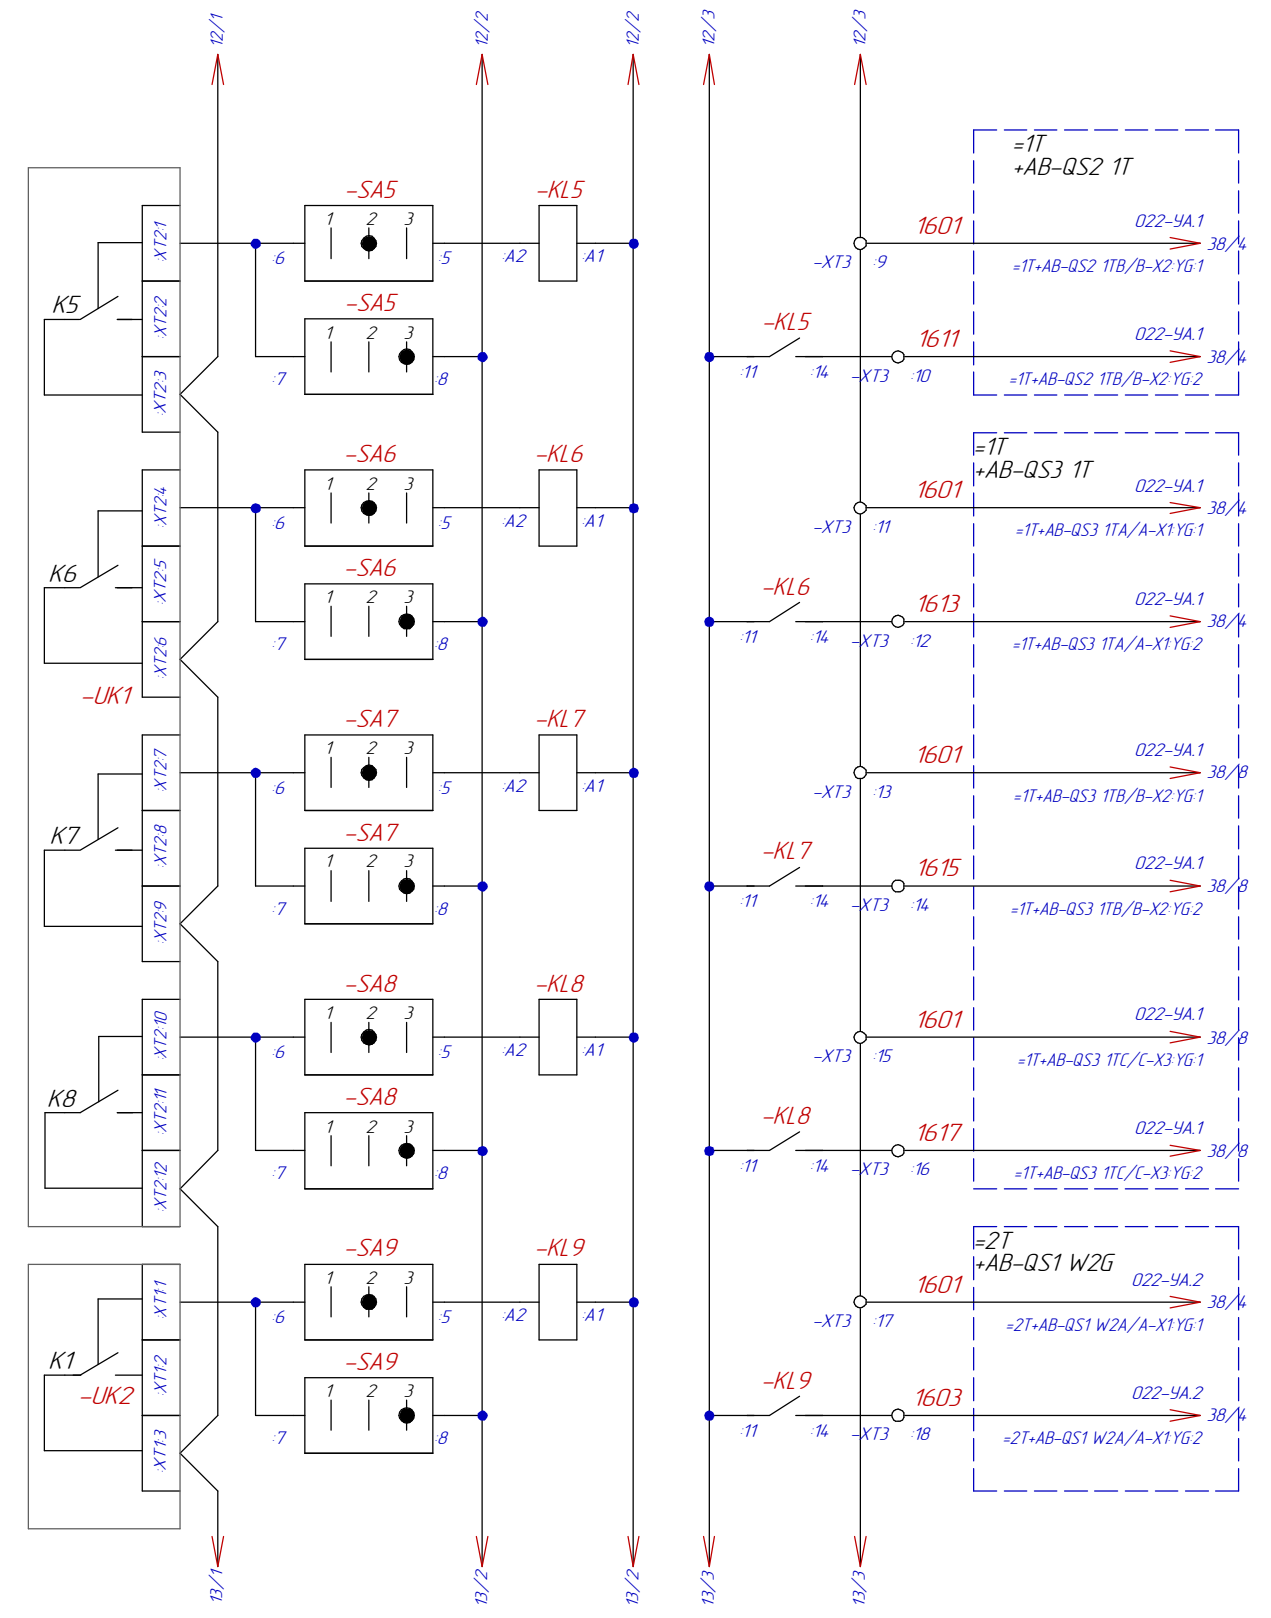 12/1
12/2
12/2
12/3
12/3
=1T
+AB-QS2 1T
-SA5
-KL5
1 2 3
:XT2:1
1601
022-YA.1
38/4
:6
:5
:A2
:A1
-XT3
:9
=1T+AB-QS2 1TB/B-X2:YG:1
K5
:XT2:2
-SA5
1 2 3
-KL5
1611
022-YA.1
38/4
:XT2:3
:7
:8
:11
:14
-XT3
:10
=1T+AB-QS2 1TB/B-X2:YG:2
=1T
+AB-QS3 1T
-SA6
-KL6
1 2 3
:XT2:4
1601
022-YA.1
38/4
:6
:5
:A2
:A1
-XT3
:11
=1T+AB-QS3 1TA/A-X1:YG:1
K6
:XT2:5
-SA6
1 2 3
-KL6
1613
022-YA.1
38/4
:XT2:6
:7
:8
:11
:14
-XT3
:12
=1T+AB-QS3 1TA/A-X1:YG:2
-UK1
-SA7
-KL7
1 2 3
:XT2:7
1601
022-YA.1
38/8
:6
:5
:A2
:A1
-XT3
:13
=1T+AB-QS3 1TB/B-X2:YG:1
K7
:XT2:8
-SA7
1 2 3
-KL7
1615
022-YA.1
38/8
:XT2:9
:7
:8
:11
:14
-XT3
:14
=1T+AB-QS3 1TB/B-X2:YG:2
-SA8
-KL8
1 2 3
:XT2:10
1601
022-YA.1
38/8
:6
:5
:A2
:A1
-XT3
:15
=1T+AB-QS3 1TC/C-X3:YG:1
K8
:XT2:11
-SA8
1 2 3
-KL8
1617
022-YA.1
38/8
:XT2:12
:7
:8
:11
:14
-XT3
:16
=1T+AB-QS3 1TC/C-X3:YG:2
=2T
+AB-QS1 W2G
-SA9
-KL9
1 2 3
:XT1:1
1601
022-YA.2
38/4
:6
:5
:A2
:A1
-XT3
:17
=2T+AB-QS1 W2A/A-X1:YG:1
K1
:XT1:2
-UK2
-SA9
1 2 3
-KL9
1603
022-YA.2
38/4
:XT1:3
:7
:8
:11
:14
-XT3
:18
=2T+AB-QS1 W2A/A-X1:YG:2
13/1
13/2
13/2
13/3
13/3